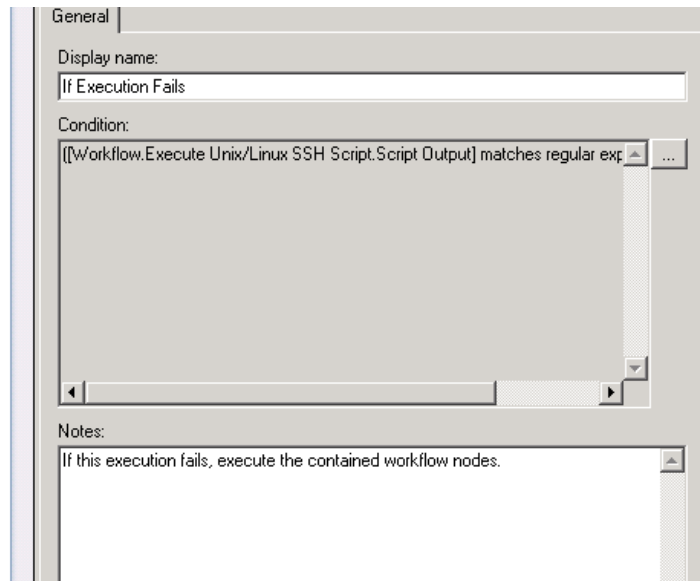 General
Display name:
If Execution Fails
Condition:
([Workflow.Execute Unix/Linux SSH Script.Script Output] matches regular exp
...
Notes:
If this execution fails, execute the contained workflow nodes.